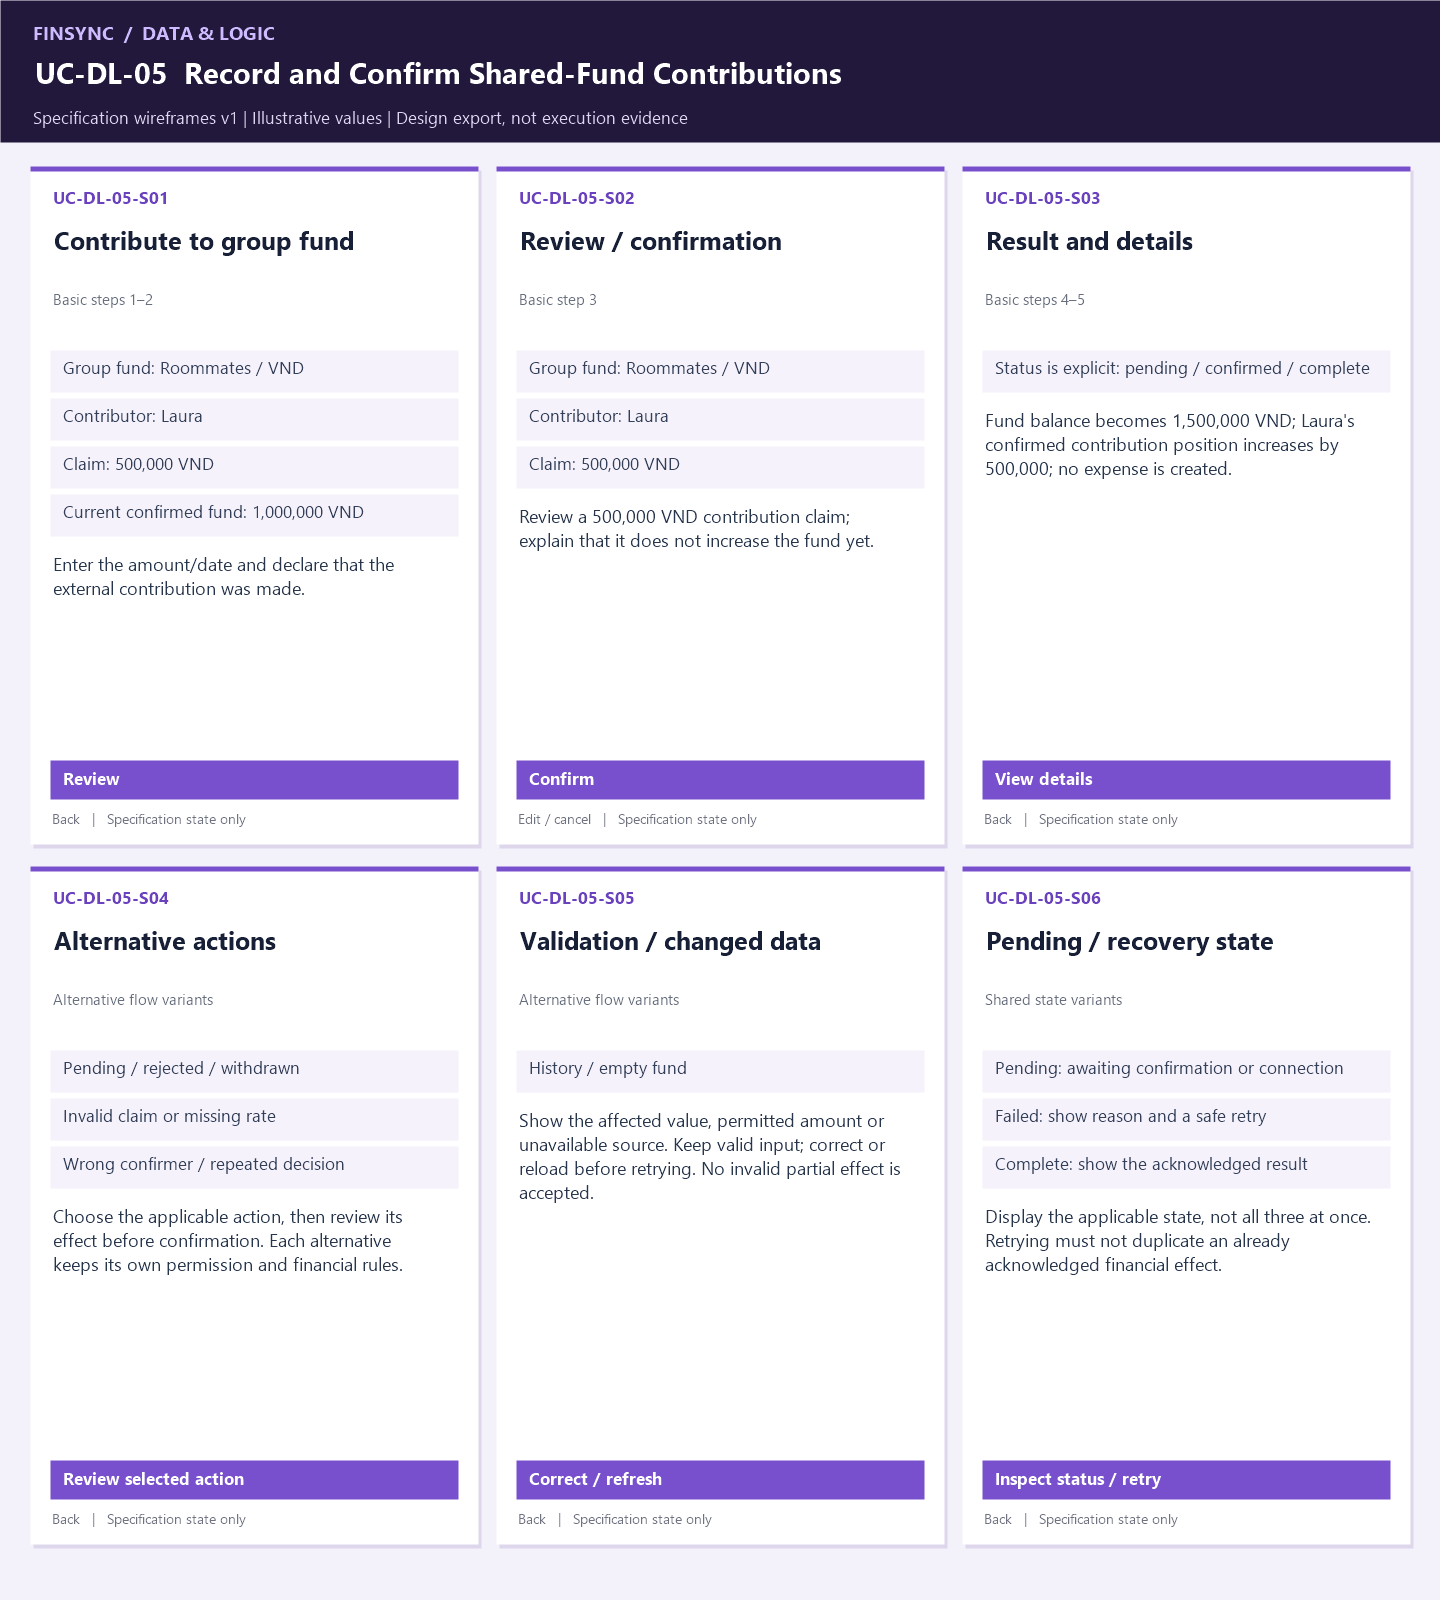 FINSYNC / DATA & LOGIC
UC-DL-05 Record and Confirm Shared-Fund Contributions
Specification wireframes v1 | Illustrative values | Design export, not execution evidence
UC-DL-05-S01
Contribute to group fund
Basic steps 1–2
Group fund: Roommates / VND
Contributor: Laura
Claim: 500,000 VND
Current confirmed fund: 1,000,000 VND
Enter the amount/date and declare that the
external contribution was made.
Review
Back | Specification state only
UC-DL-05-S02
Review / confirmation
Basic step 3
Group fund: Roommates / VND
Contributor: Laura
Claim: 500,000 VND
Review a 500,000 VND contribution claim;
explain that it does not increase the fund yet.
Confirm
Edit / cancel | Specification state only
UC-DL-05-S03
Result and details
Basic steps 4–5
Status is explicit: pending / confirmed / complete
Fund balance becomes 1,500,000 VND; Laura's
confirmed contribution position increases by
500,000; no expense is created.
View details
Back | Specification state only
UC-DL-05-S04
Alternative actions
Alternative flow variants
Pending / rejected / withdrawn
Invalid claim or missing rate
Wrong confirmer / repeated decision
Choose the applicable action, then review its
effect before confirmation. Each alternative
keeps its own permission and financial rules.
Review selected action
Back | Specification state only
UC-DL-05-S05
Validation / changed data
Alternative flow variants
History / empty fund
Show the affected value, permitted amount or
unavailable source. Keep valid input; correct or
reload before retrying. No invalid partial effect is
accepted.
Correct / refresh
Back | Specification state only
UC-DL-05-S06
Pending / recovery state
Shared state variants
Pending: awaiting confirmation or connection
Failed: show reason and a safe retry
Complete: show the acknowledged result
Display the applicable state, not all three at once.
Retrying must not duplicate an already
acknowledged financial effect.
Inspect status / retry
Back | Specification state only